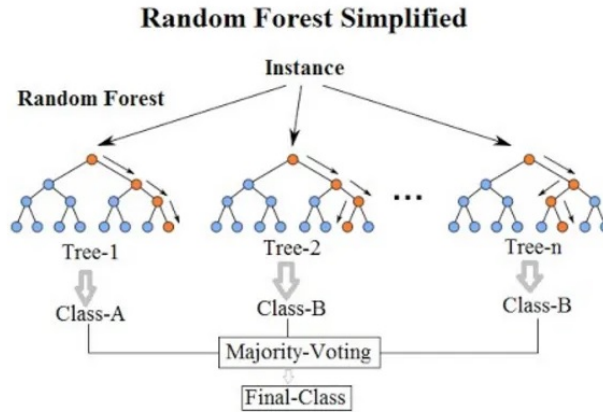 Random Forest Simplified
Instance
Random Forest
...
Tree-1 Tree-2 Tree-n
Class-A Class-B Class-B
Majority-Voting
Final-Class